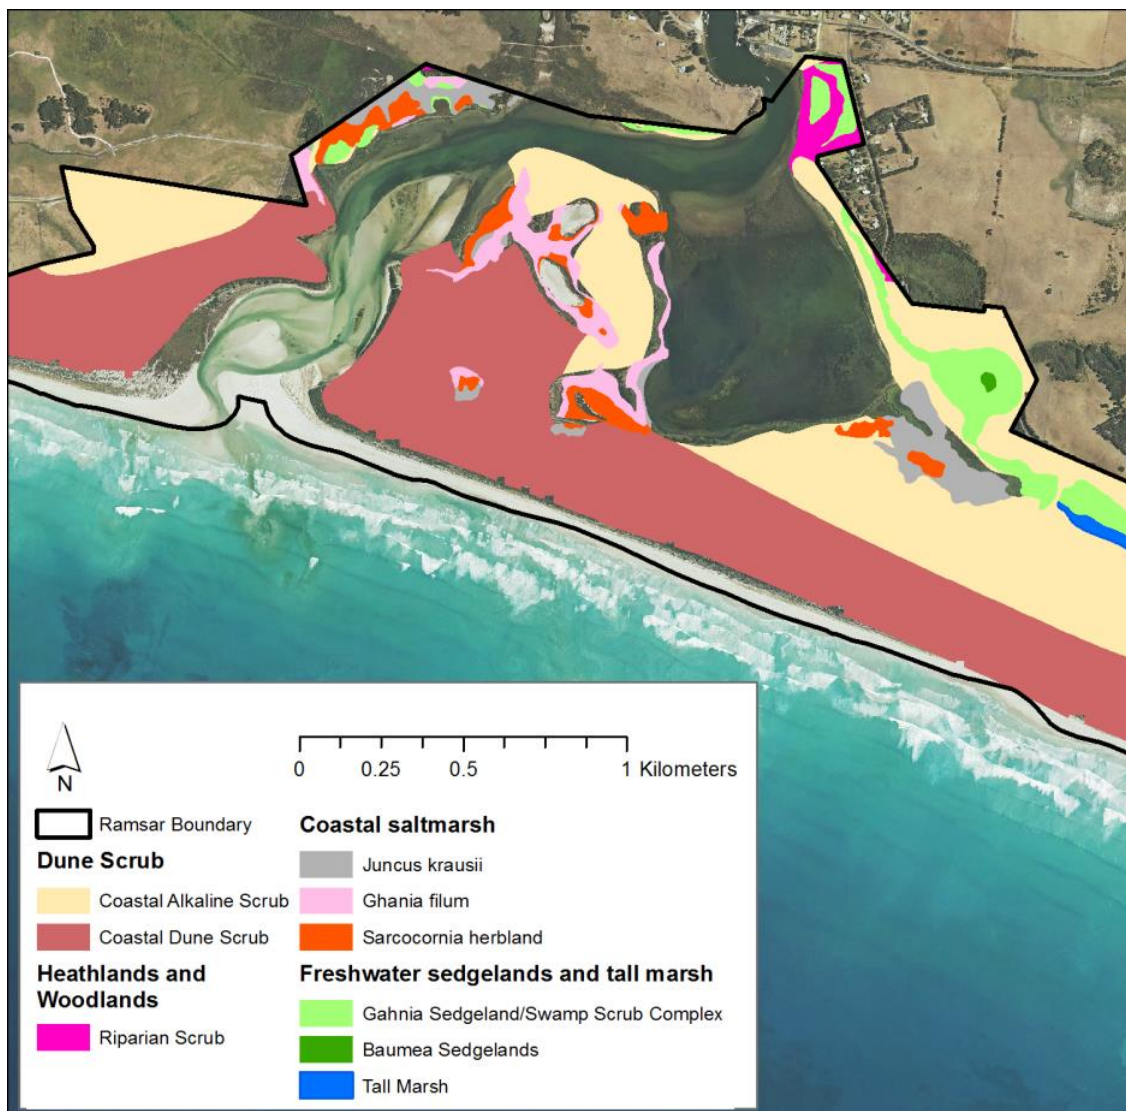 N
0 0.25 0.5 1 Kilometers
Ramsar Boundary
Dune Scrub
Coastal Alkaline Scrub
Coastal Dune Scrub
Heathlands and
Woodlands
Riparian Scrub
Coastal saltmarsh
Juncus krausii
Ghania filum
Sarcocornia herbland
Freshwater sedgelands and tall marsh
Gahnia Sedgeland/Swamp Scrub Complex
Baumea Sedgelands
Tall Marsh